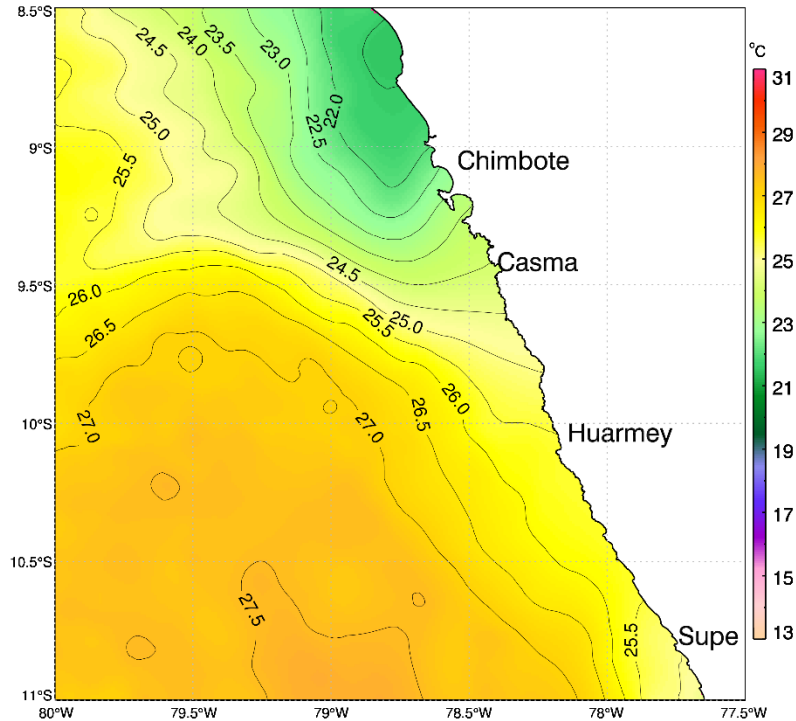 8.5°S
24.5
24.0
23.5
23.0
22.0
22.5
25.0
25.5
9°S
Chimbote
Casma
9.5°S
24.5
26.0
25.0
25.5
26.5
26.0
26.5
27.0
27.0
10°S
Huarmey
10.5°S
27.5
25.5
Supe
11°S
80°W
79.5°W
79°W
78.5°W
78°W
77.5°W
°C
31
29
27
25
23
21
19
17
15
13